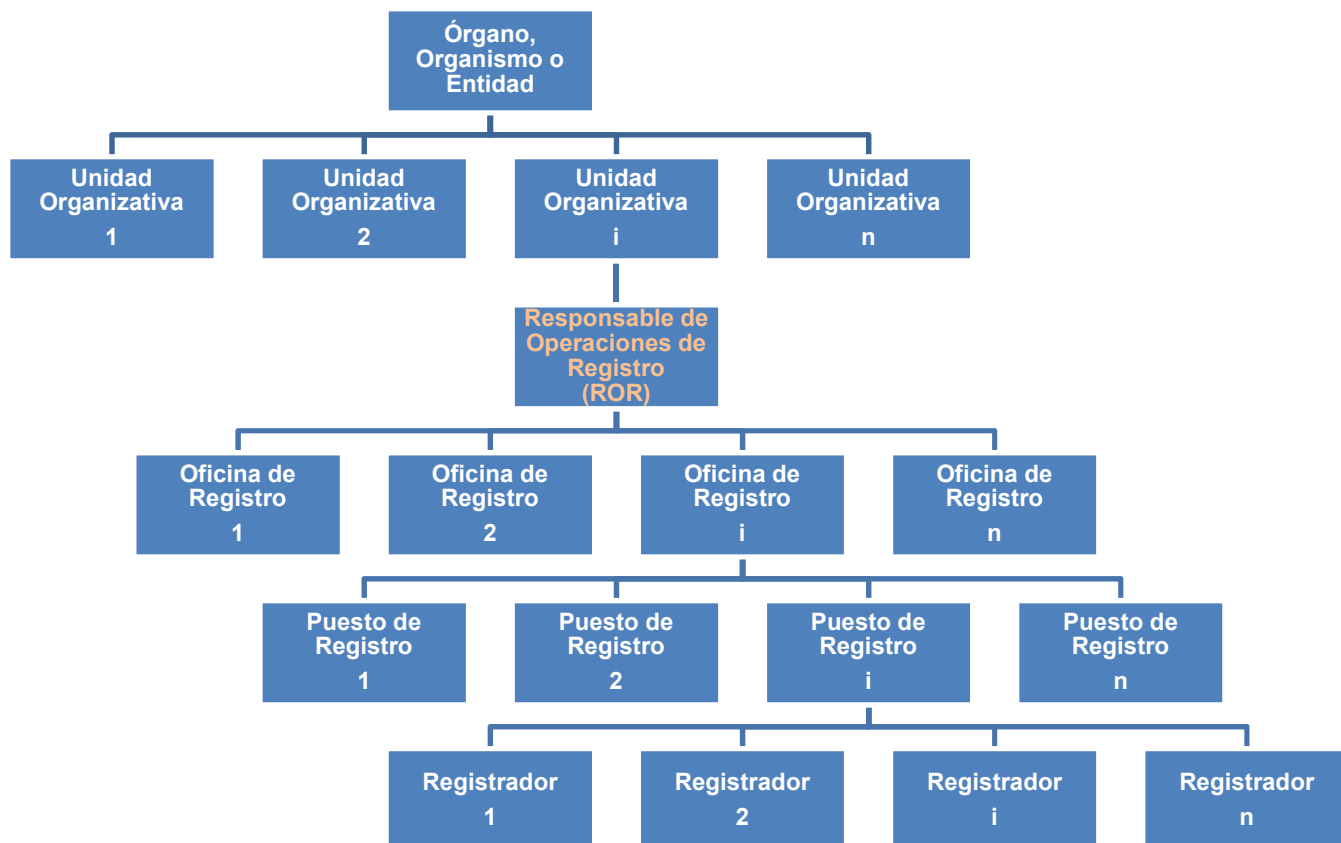 Órgano,
Organismo o
Entidad
Unidad
Organizativa
1
Unidad
Organizativa
2
Unidad
Organizativa
i
Unidad
Organizativa
n
Responsable de
Operaciones de
Registro
(ROR)
Oficina de
Registro
1
Oficina de
Registro
2
Oficina de
Registro
i
Oficina de
Registro
n
Puesto de
Registro
1
Puesto de
Registro
2
Puesto de
Registro
i
Puesto de
Registro
n
Registrador
1
Registrador
2
Registrador
i
Registrador
n